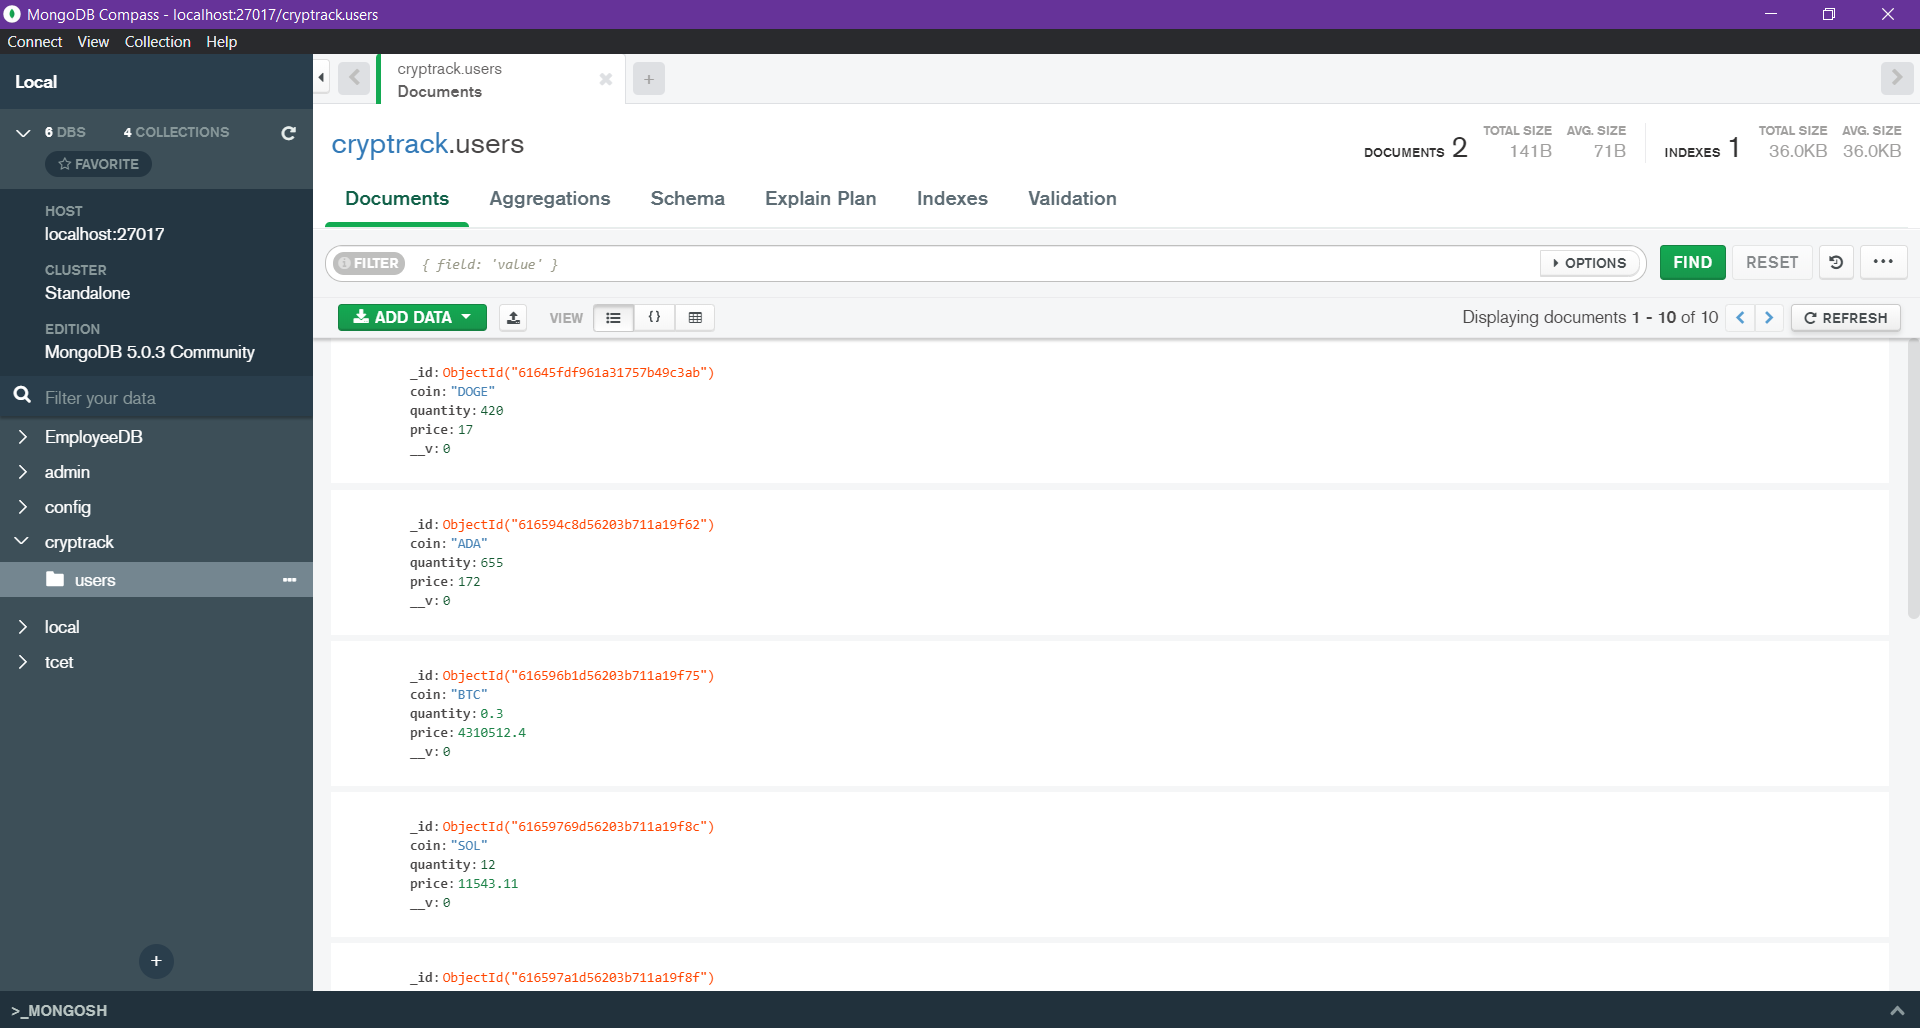 MongoDB Compass - localhost:27017/cryptrack.users
Connect View Collection Help
Local
6 DBS 4 COLLECTIONS
FAVORITE
HOST
localhost:27017
CLUSTER
Standalone
EDITION
MongoDB 5.0.3 Community
Filter your data
EmployeeDB
admin
config
cryptrack
users
local
tcet
cryptrack.users
Documents
cryptrack.users
DOCUMENTS 2 TOTAL SIZE 141B AVG. SIZE 71B INDEXES 1 TOTAL SIZE 36.0KB AVG. SIZE 36.0KB
Documents Aggregations Schema Explain Plan Indexes Validation
FILTER { field: 'value' } OPTIONS FIND RESET
ADD DATA VIEW {} Displaying documents 1 - 10 of 10 REFRESH
_id: ObjectId("61645fdf961a31757b49c3ab")
coin: "DOGE"
quantity: 420
price: 17
__v: 0
_id: ObjectId("616594c8d56203b711a19f62")
coin: "ADA"
quantity: 655
price: 172
__v: 0
_id: ObjectId("616596b1d56203b711a19f75")
coin: "BTC"
quantity: 0.3
price: 4310512.4
__v: 0
_id: ObjectId("61659769d56203b711a19f8c")
coin: "SOL"
quantity: 12
price: 11543.11
__v: 0
_id: ObjectId("616597a1d56203b711a19f8f")
>_MONGOSH